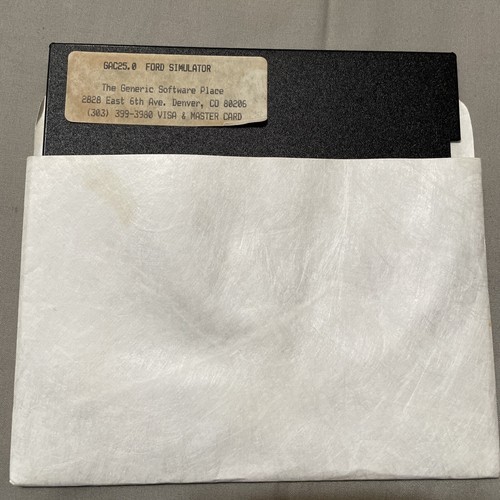 GAC25.0 FORD SIMULATOR
The Generic Software Place
2828 East 6th Ave. Denver, CO 80206
(303) 399-3980 VISA & MASTER CARD